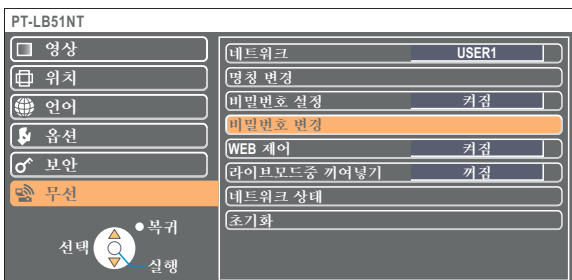 PT-LB51NT
영상
위치
언어
옵션
보안
무선
복귀
선택
실행
네트워크 USER1
명칭 변경
비밀번호 설정 켜짐
비밀번호 변경
WEB 제어 켜짐
라이브모드중 끼여넣기 꺼짐
네트워크 상태
초기화